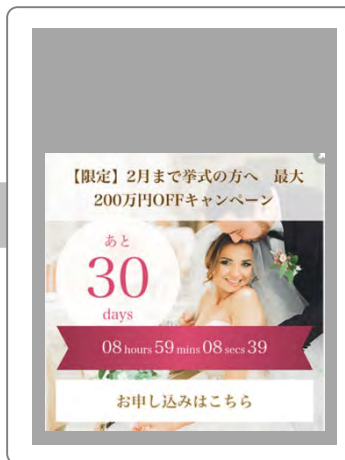 【限定】2月まで挙式の方へ　最大
200万円OFFキャンペーン
あと
30
days
08 hours 59 mins 08 secs 39
お申し込みはこちら